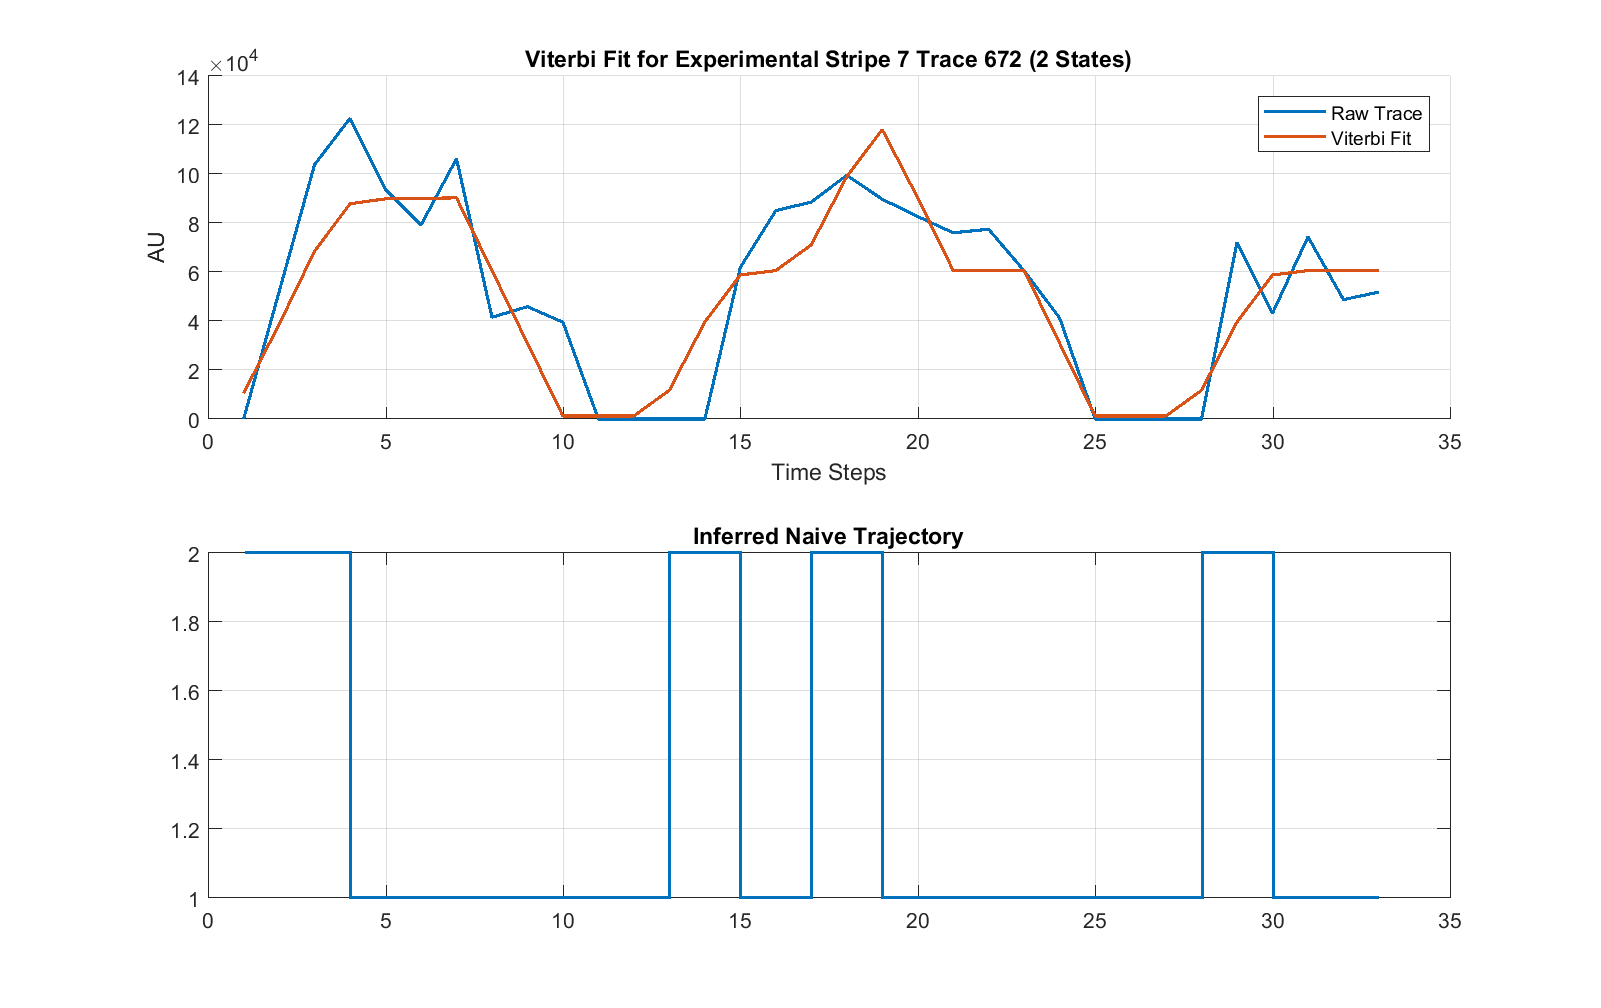 Viterbi Fit for Experimental Stripe 7 Trace 672 (2 States)
×10^4
14
12
10
8
6
4
2
0
AU
Raw Trace
Viterbi Fit
0 5 10 15 20 25 30 35
Time Steps
Inferred Naive Trajectory
2
1.8
1.6
1.4
1.2
1
0 5 10 15 20 25 30 35